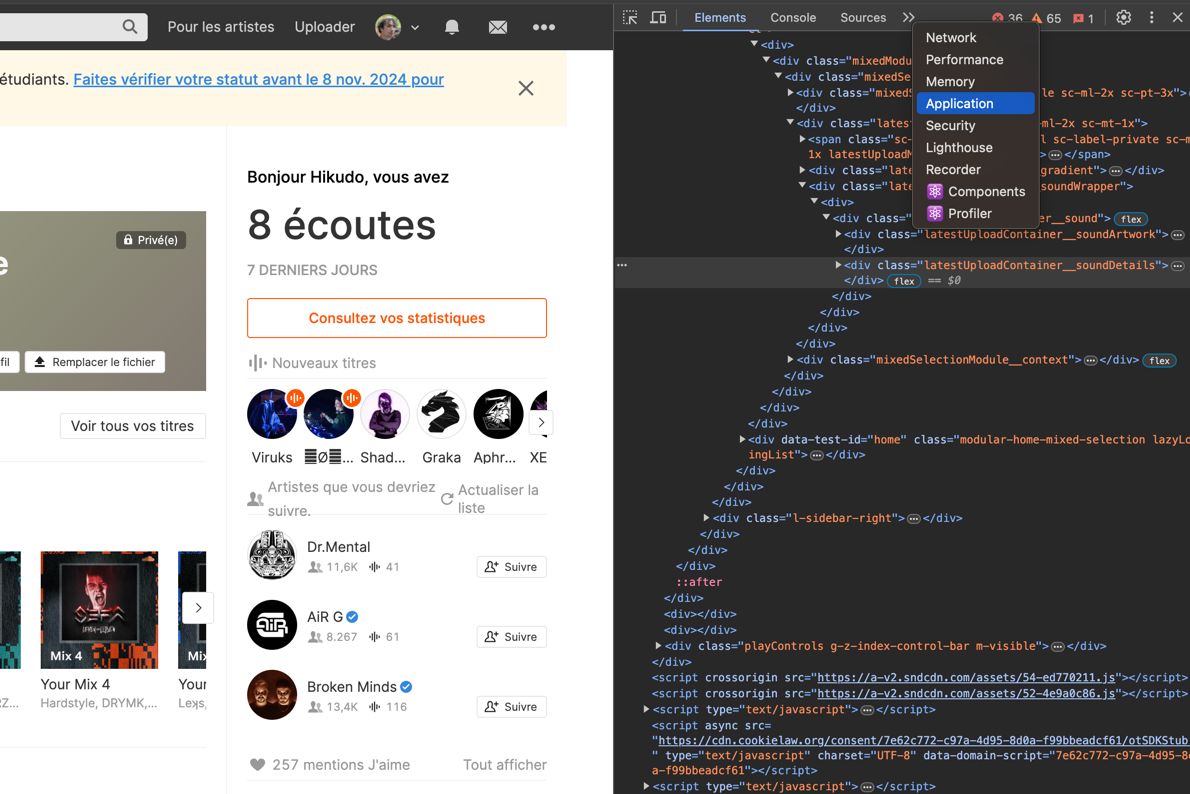 Pour les artistes
Uploader
étudiants. Faites vérifier votre statut avant le 8 nov. 2024 pour
Privé(e)
e
fil
Remplacer le fichier
Voir tous vos titres
Mix 4
Mix
Your Mix 4
Your
Hardstyle, DRYMK,...
Bonjour Hikudo, vous avez
8 écoutes
7 DERNIERS JOURS
Consultez vos statistiques
Nouveaux titres
Viruks
Shad...
Graka
Aphr...
XE
Artistes que vous devriez
suivre.
Actualiser la
liste
Dr.Mental
11,6K 41
Suivre
AiR G
8.267 61
Suivre
Broken Minds
13,4K 116
Suivre
257 mentions J'aime
Tout afficher
Elements
Console
Sources
36
65
1
Network
Performance
Memory
Application
Security
Lighthouse
Recorder
Components
Profiler
<div>
<div class="mixedModu
<div class="mixedSe
<div class="mixedS le sc-ml-2x sc-pt-3x">
</div>
<div class="latest ml-2x sc-mt-1x">
<span class="sc- l sc-label-private sc-m
1x latestUploadM ></span>
<div class="late gradient"></div>
<div class="late soundWrapper">
<div>
<div class=" er__sound"> flex
<div class="latestUploadContainer__soundArtwork">
</div>
<div class="latestUploadContainer__soundDetails">
</div> flex == $0
</div>
</div>
</div>
</div>
<div class="mixedSelectionModule__context"></div> flex
</div>
</div>
</div>
</div>
<div data-test-id="home" class="modular-home-mixed-selection lazyLo
ingList"></div>
</div>
</div>
</div>
<div class="l-sidebar-right"></div>
</div>
</div>
</div>
::after
</div>
<div></div>
<div></div>
<div class="playControls g-z-index-control-bar m-visible"></div>
</div>
<script crossorigin src="https://a-v2.sndcdn.com/assets/54-ed770211.js"></script>
<script crossorigin src="https://a-v2.sndcdn.com/assets/52-4e9a0c86.js"></script>
<script type="text/javascript"></script>
<script async src=
"https://cdn.cookielaw.org/consent/7e62c772-c97a-4d95-8d0a-f99bbeadcf61/otSDKStub
" type="text/javascript" charset="UTF-8" data-domain-script="7e62c772-c97a-4d95-8
a-f99bbeadcf61"></script>
<script type="text/javascript"></script>